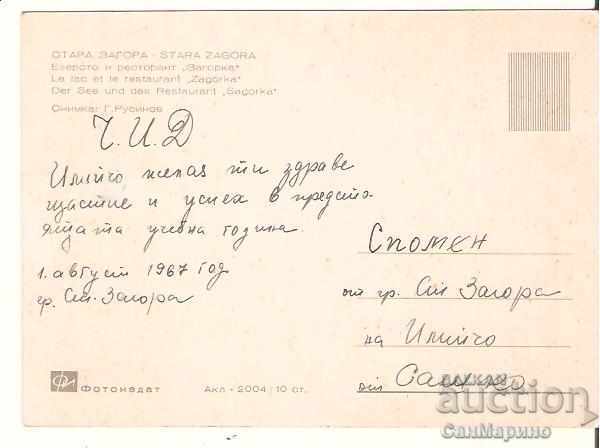 СТАРА ЗАГОРА - STARA ZAGORA
Езерото и ресторант „Загорка“
Le lac et le restaurant „Zagorka“
Der See und das Restaurant „Sagorka“
Снимка: Г. Русинов
Ч.И.Д
Илийчо, желая ти здраве
щастие и успех в предсто-
ящата учебна година.
1. август 1967 год
гр. Ст. Загора
Спомен
от гр. Ст Загора
на Илийчо
от
Фотоиздат
Акл - 2004 / 10 ст.
БАЛКАН
auction
СанМарино